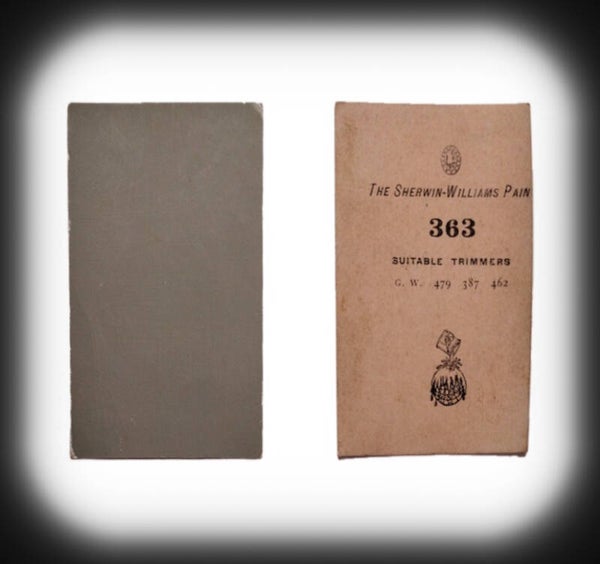 THE SHERWIN-WILLIAMS PAIN
363
SUITABLE TRIMMERS
G. W. 479 387 462